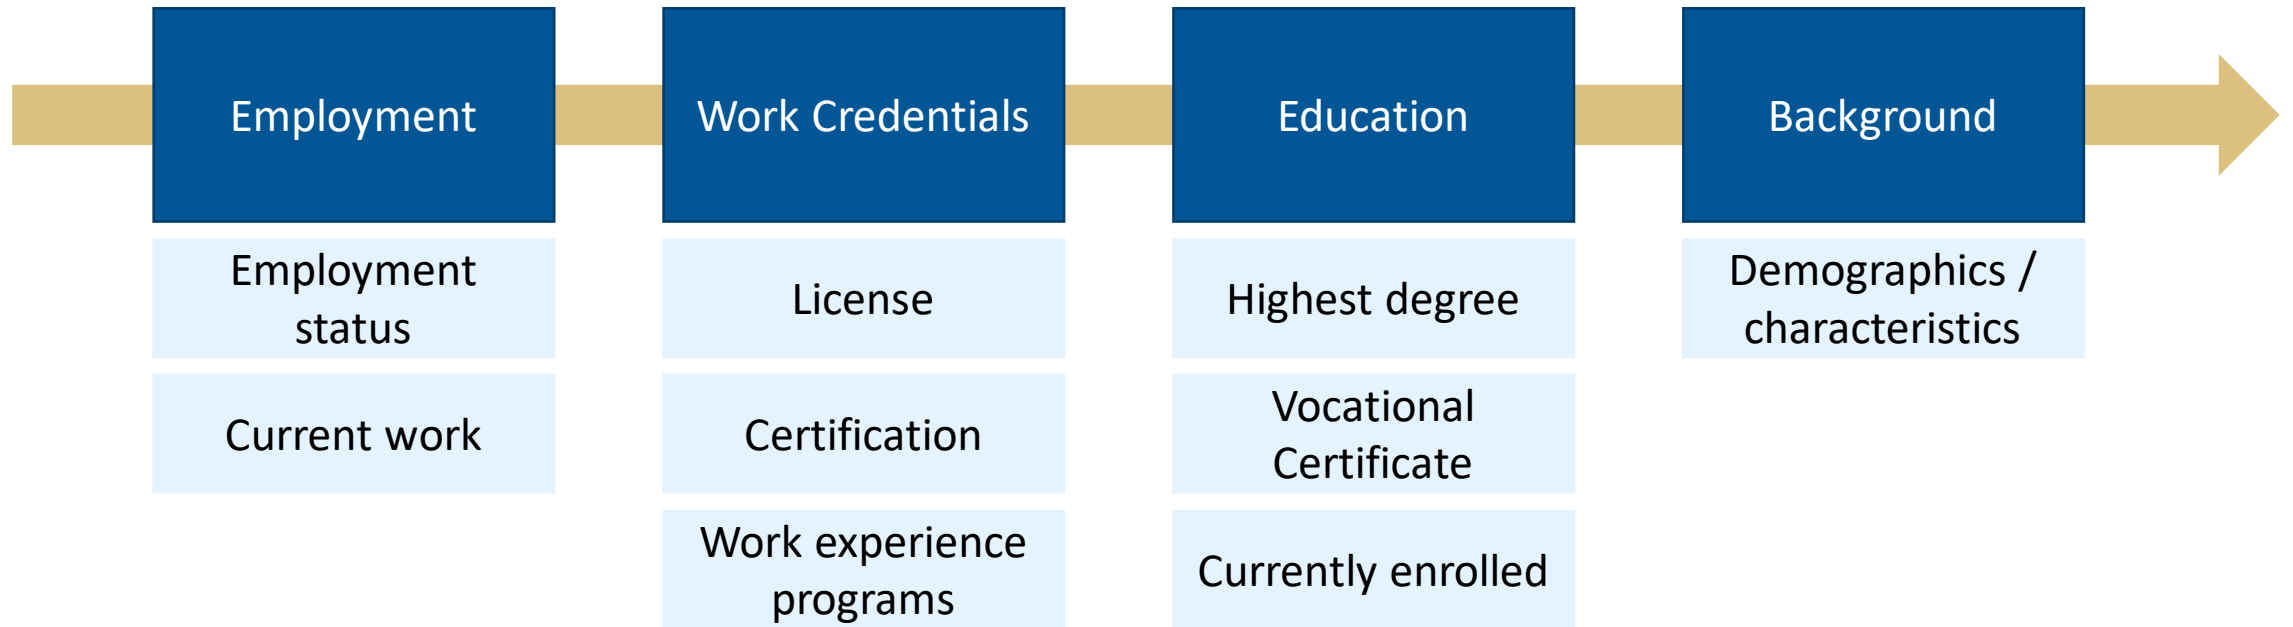 Employment
Work Credentials
Education
Background
Employment
status
Current work
License
Certification
Work experience
programs
Highest degree
Vocational
Certificate
Currently enrolled
Demographics /
characteristics